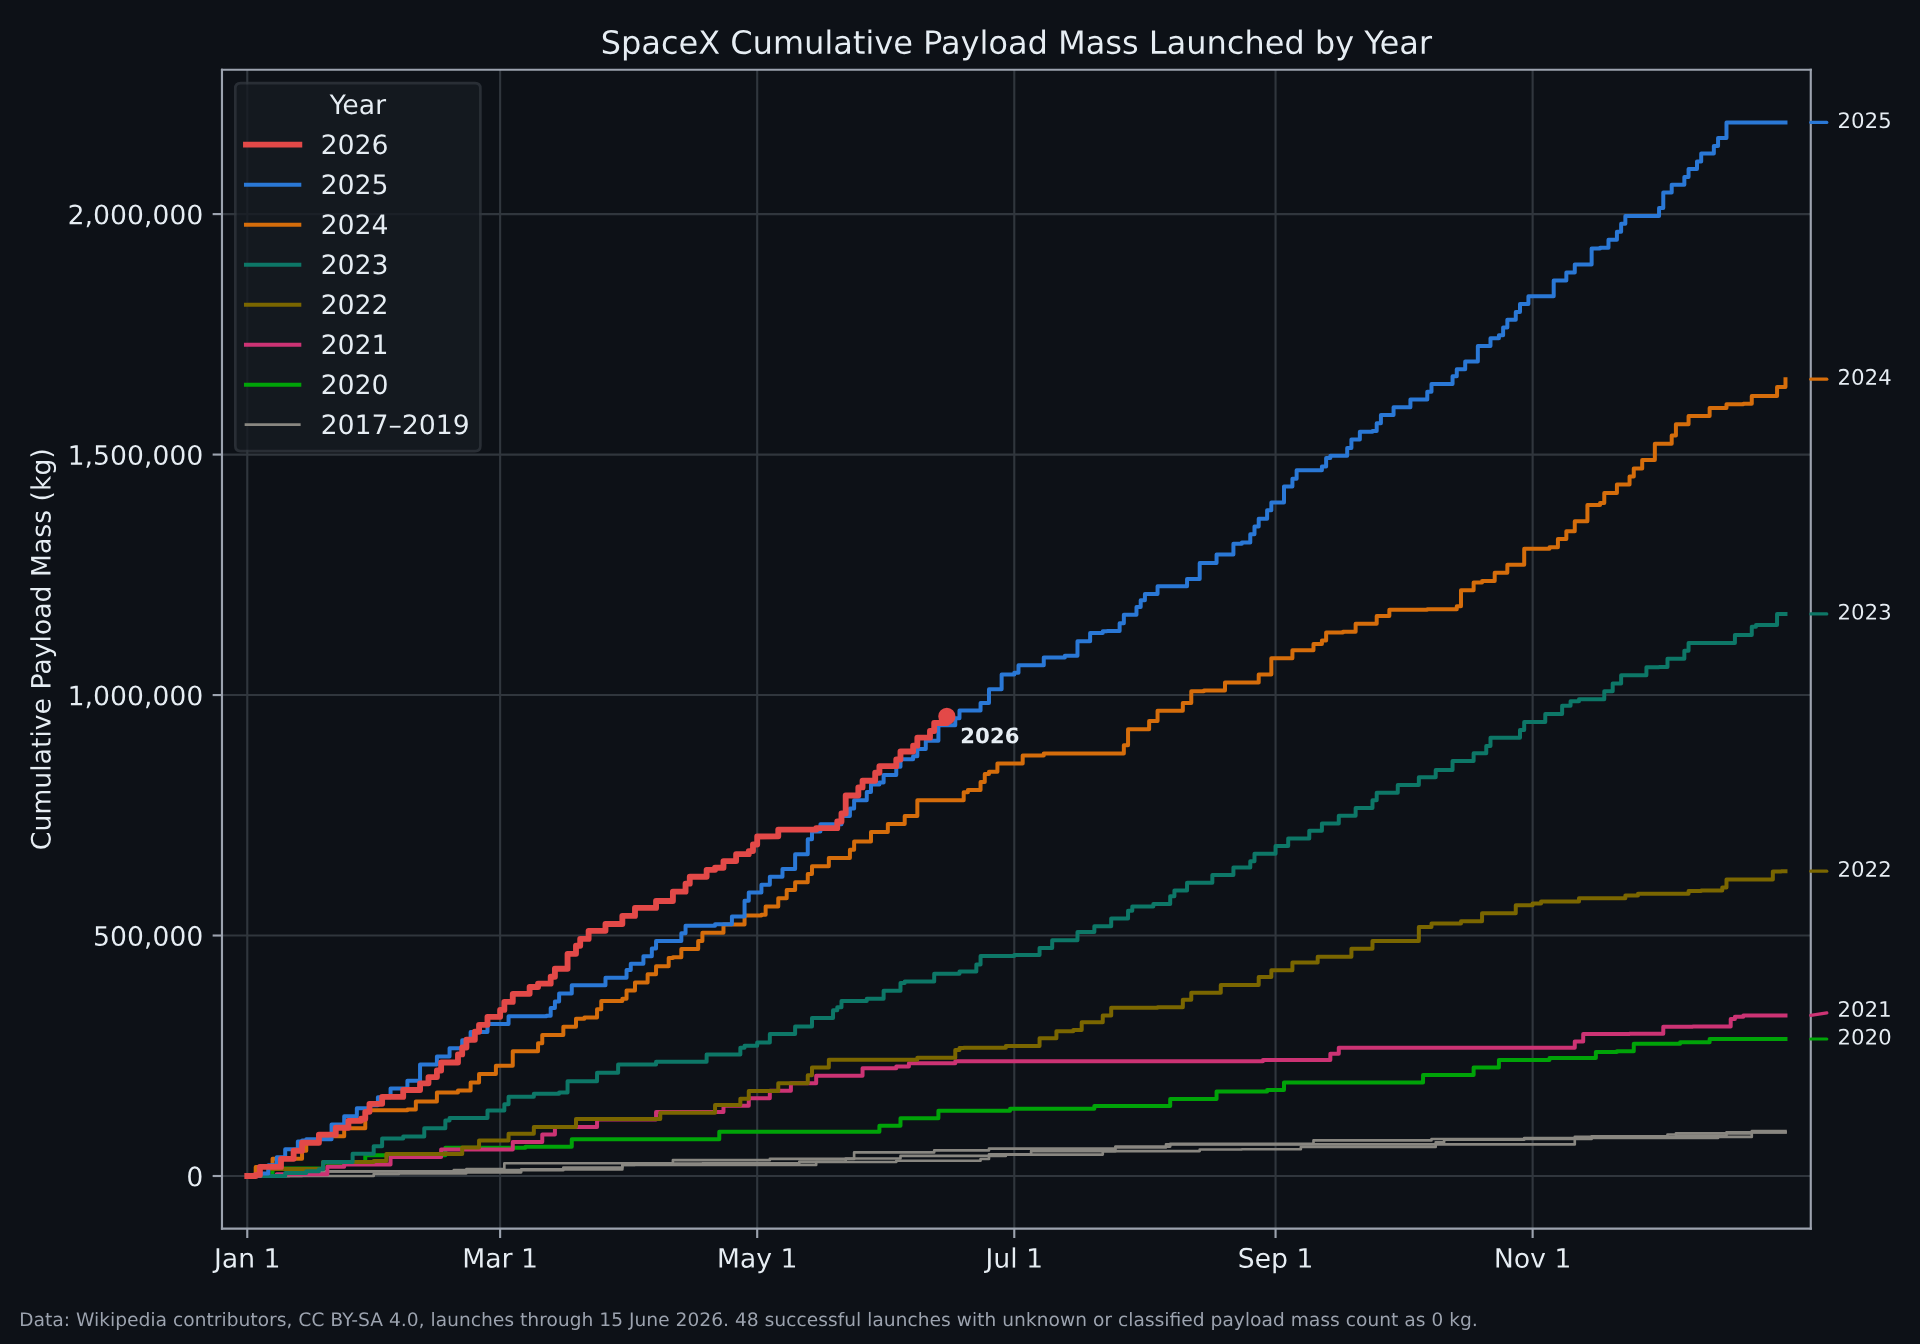 SpaceX Cumulative Payload Mass Launched by Year
Year
2026
2025
2024
2023
2022
2021
2020
2017–2019
Cumulative Payload Mass (kg)
2,000,000
1,500,000
1,000,000
500,000
0
2025
2024
2023
2022
2021
2020
2026
Jan 1
Mar 1
May 1
Jul 1
Sep 1
Nov 1
Data: Wikipedia contributors, CC BY-SA 4.0, launches through 15 June 2026. 48 successful launches with unknown or classified payload mass count as 0 kg.